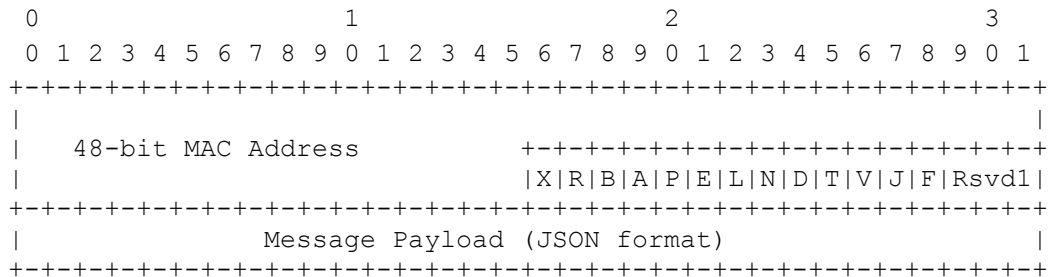 0                   1                   2                   3
 0 1 2 3 4 5 6 7 8 9 0 1 2 3 4 5 6 7 8 9 0 1 2 3 4 5 6 7 8 9 0 1
+-+-+-+-+-+-+-+-+-+-+-+-+-+-+-+-+-+-+-+-+-+-+-+-+-+-+-+-+-+-+-+-+
|                                                               |
|   48-bit MAC Address          +-+-+-+-+-+-+-+-+-+-+-+-+-+-+-+-+
|                               |X|R|B|A|P|E|L|N|D|T|V|J|F|Rsvd1|
+-+-+-+-+-+-+-+-+-+-+-+-+-+-+-+-+-+-+-+-+-+-+-+-+-+-+-+-+-+-+-+-+
|               Message Payload (JSON format)                   |
+-+-+-+-+-+-+-+-+-+-+-+-+-+-+-+-+-+-+-+-+-+-+-+-+-+-+-+-+-+-+-+-+